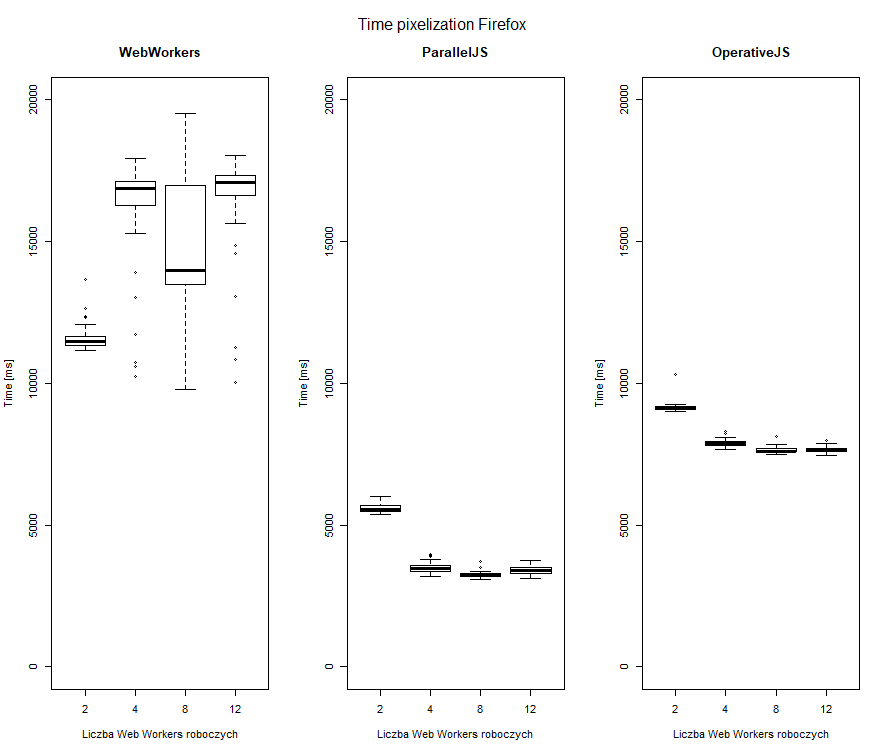 Time pixelization Firefox
WebWorkers
ParallelJS
OperativeJS
Time [ms]
20000
15000
10000
5000
0
2 4 8 12
Liczba Web Workers roboczych
Time [ms]
20000
15000
10000
5000
0
2 4 8 12
Liczba Web Workers roboczych
Time [ms]
20000
15000
10000
5000
0
2 4 8 12
Liczba Web Workers roboczych